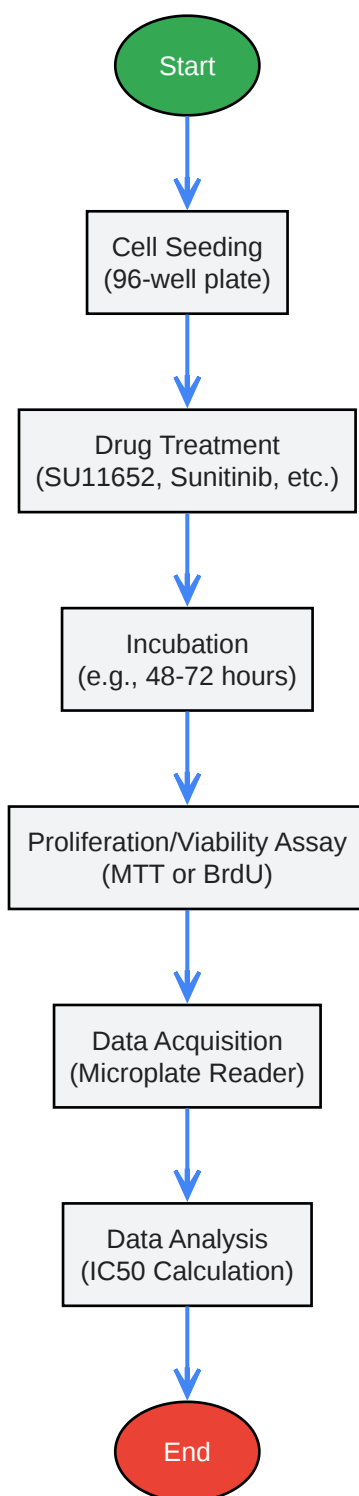 Start
Cell Seeding
(96-well plate)
Drug Treatment
(SU11652, Sunitinib, etc.)
Incubation
(e.g., 48-72 hours)
Proliferation/Viability Assay
(MTT or BrdU)
Data Acquisition
(Microplate Reader)
Data Analysis
(IC50 Calculation)
End